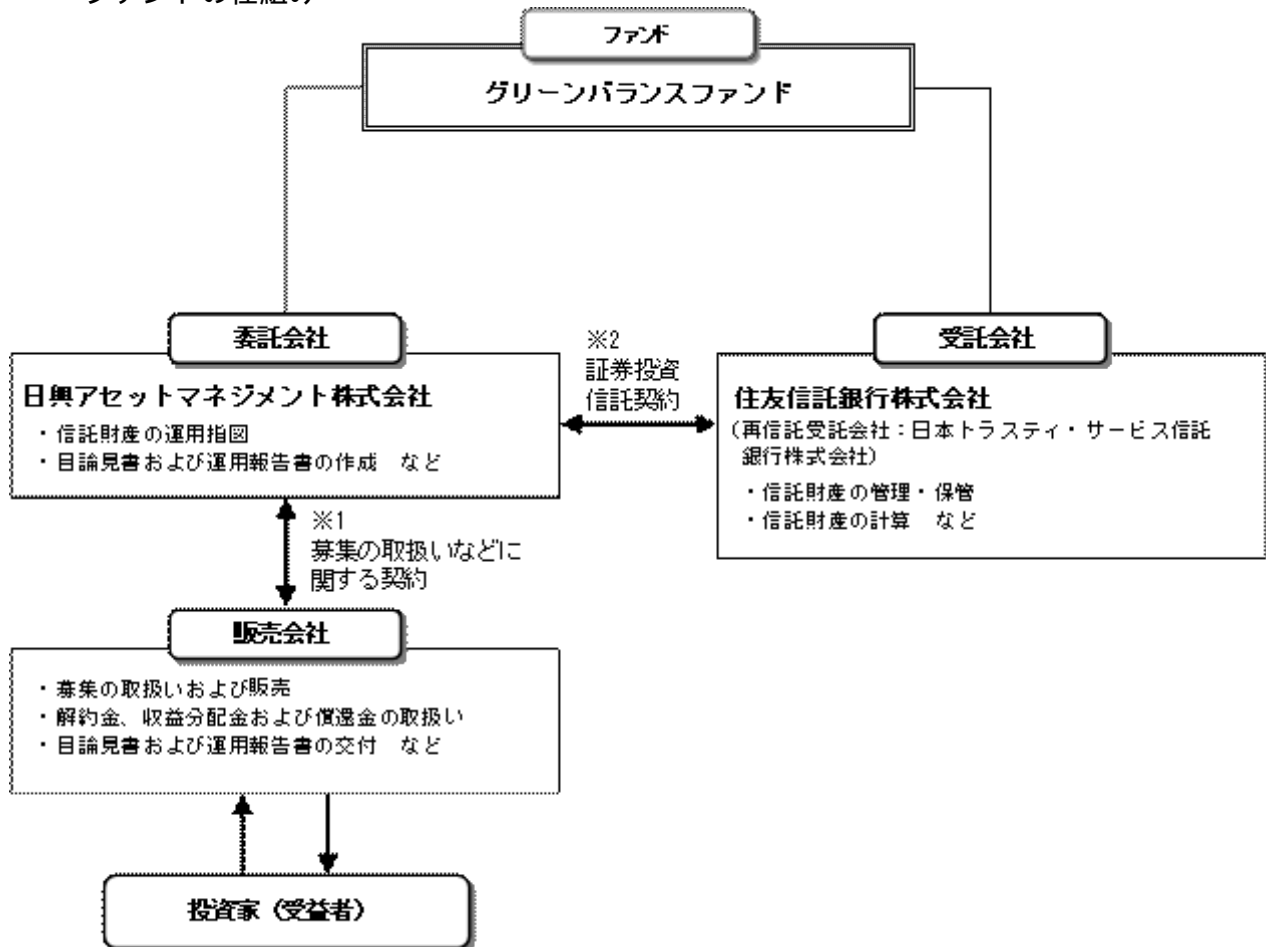 ファンドの仕組み
ファンド
グリーンバランスファンド
委託会社
日興アセットマネジメント株式会社
・信託財産の運用指図
・目論見書および運用報告書の作成 など
※2
証券投資
信託契約
受託会社
住友信託銀行株式会社
(再信託受託会社:日本トラスティ・サービス信託
銀行株式会社)
・信託財産の管理・保管
・信託財産の計算 など
※1
募集の取扱いなどに
関する契約
販売会社
・募集の取扱いおよび販売
・解約金、収益分配金および償還金の取扱い
・目論見書および運用報告書の交付 など
投資家(受益者)